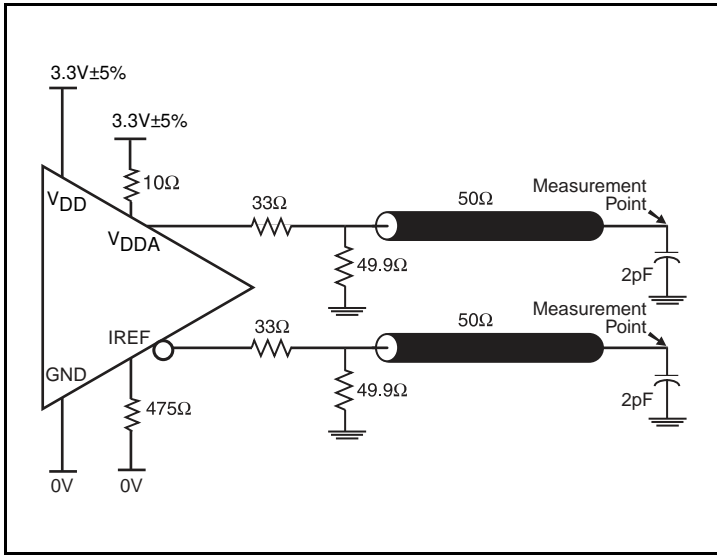 3.3V±5%
3.3V±5%
10Ω
VDD
VDDA
33Ω
50Ω
Measurement
Point
49.9Ω
2pF
IREF
33Ω
50Ω
Measurement
Point
GND
475Ω
49.9Ω
2pF
0V
0V